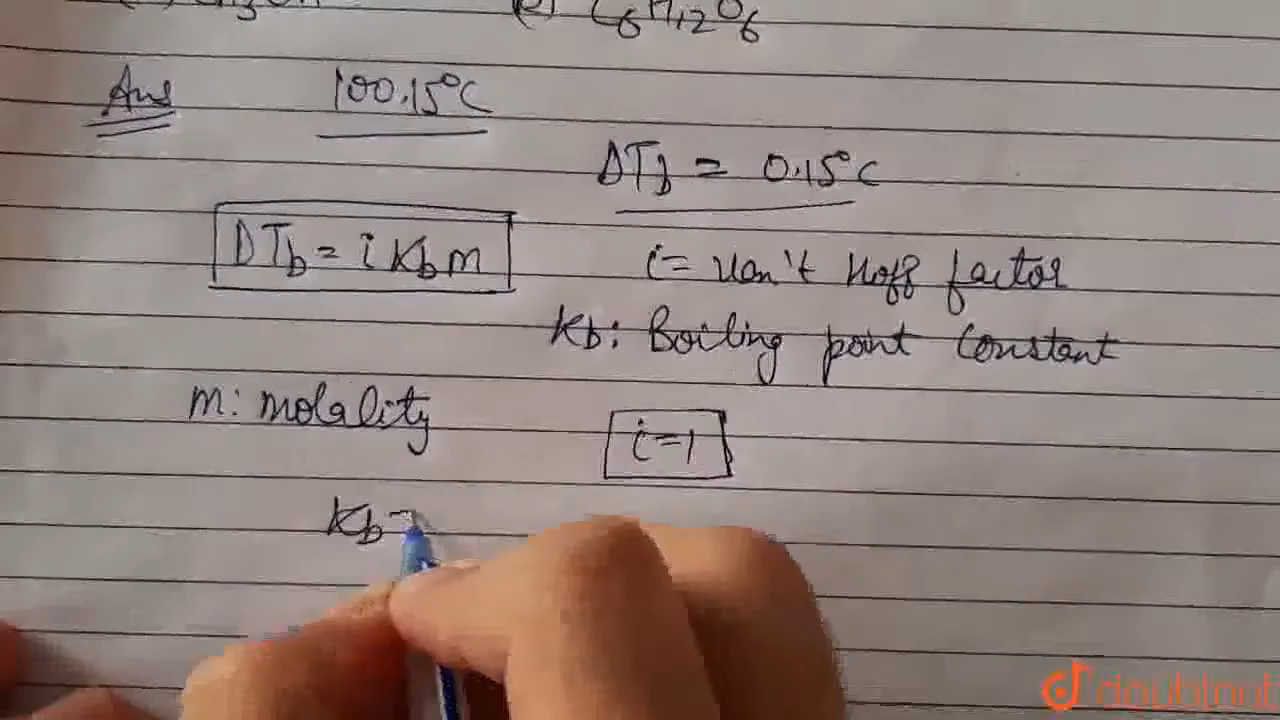 (e) C6H12O6
Ans 100.15°C
ΔTb = 0.15°C
ΔTb = i Kb m
i = Van't Hoff factor
Kb: Boiling point constant
m: molality
i=1
Kb=
doubtnut